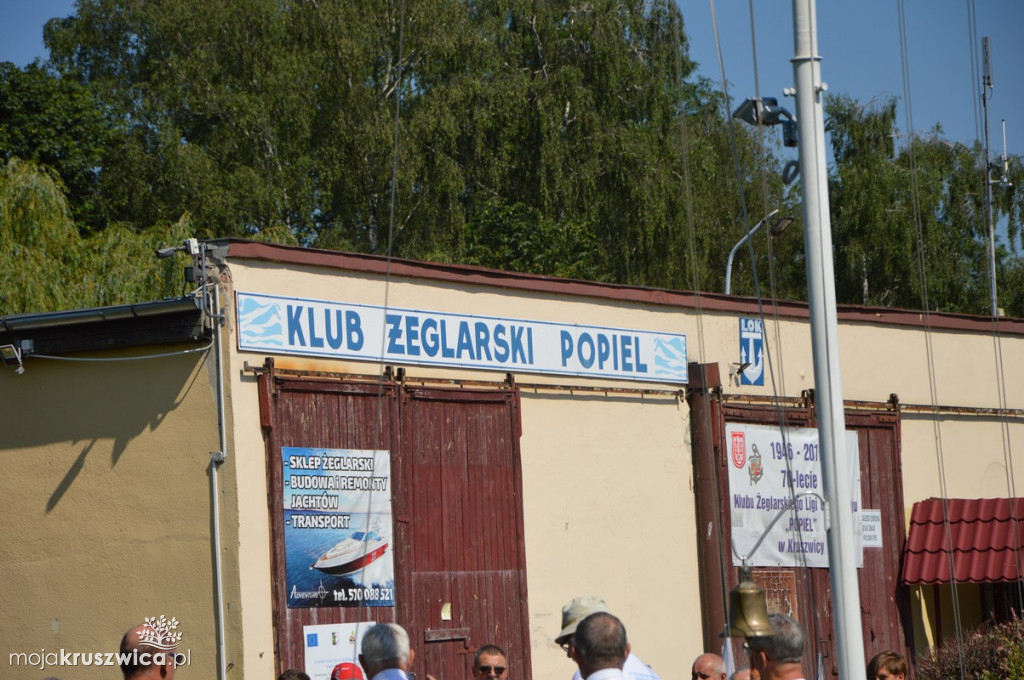 KLUB ŻEGLARSKI POPIEL
LOK
- SKLEP ŻEGLARSKI
- BUDOWA i REMONTY
JACHTÓW
- TRANSPORT
tel. 510 088 521
1946 - 201
70-lecie
Klubu Żeglarskiego Ligi
"POPIEL"
w Kruszwicy
mojakruszwica.pl